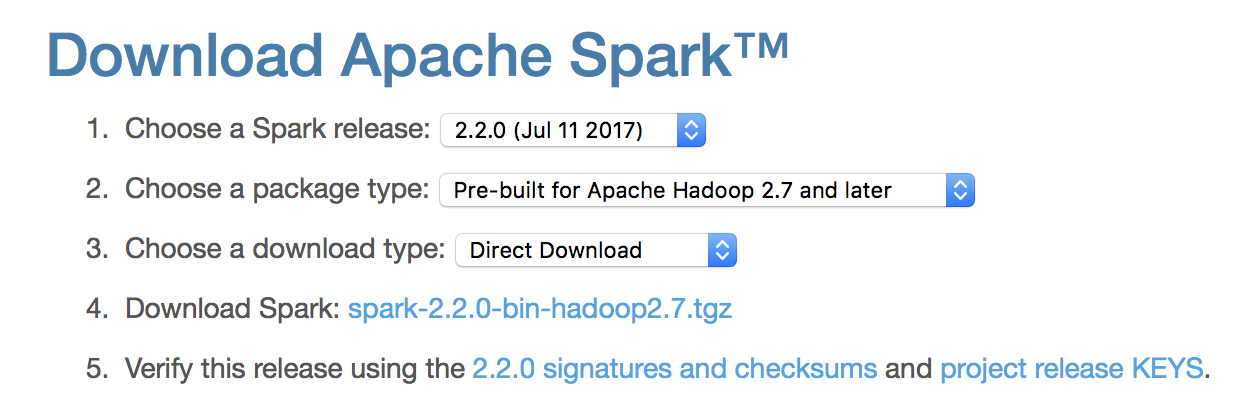 Download Apache Spark™
1. Choose a Spark release: 2.2.0 (Jul 11 2017)
2. Choose a package type: Pre-built for Apache Hadoop 2.7 and later
3. Choose a download type: Direct Download
4. Download Spark: spark-2.2.0-bin-hadoop2.7.tgz
5. Verify this release using the 2.2.0 signatures and checksums and project release KEYS.